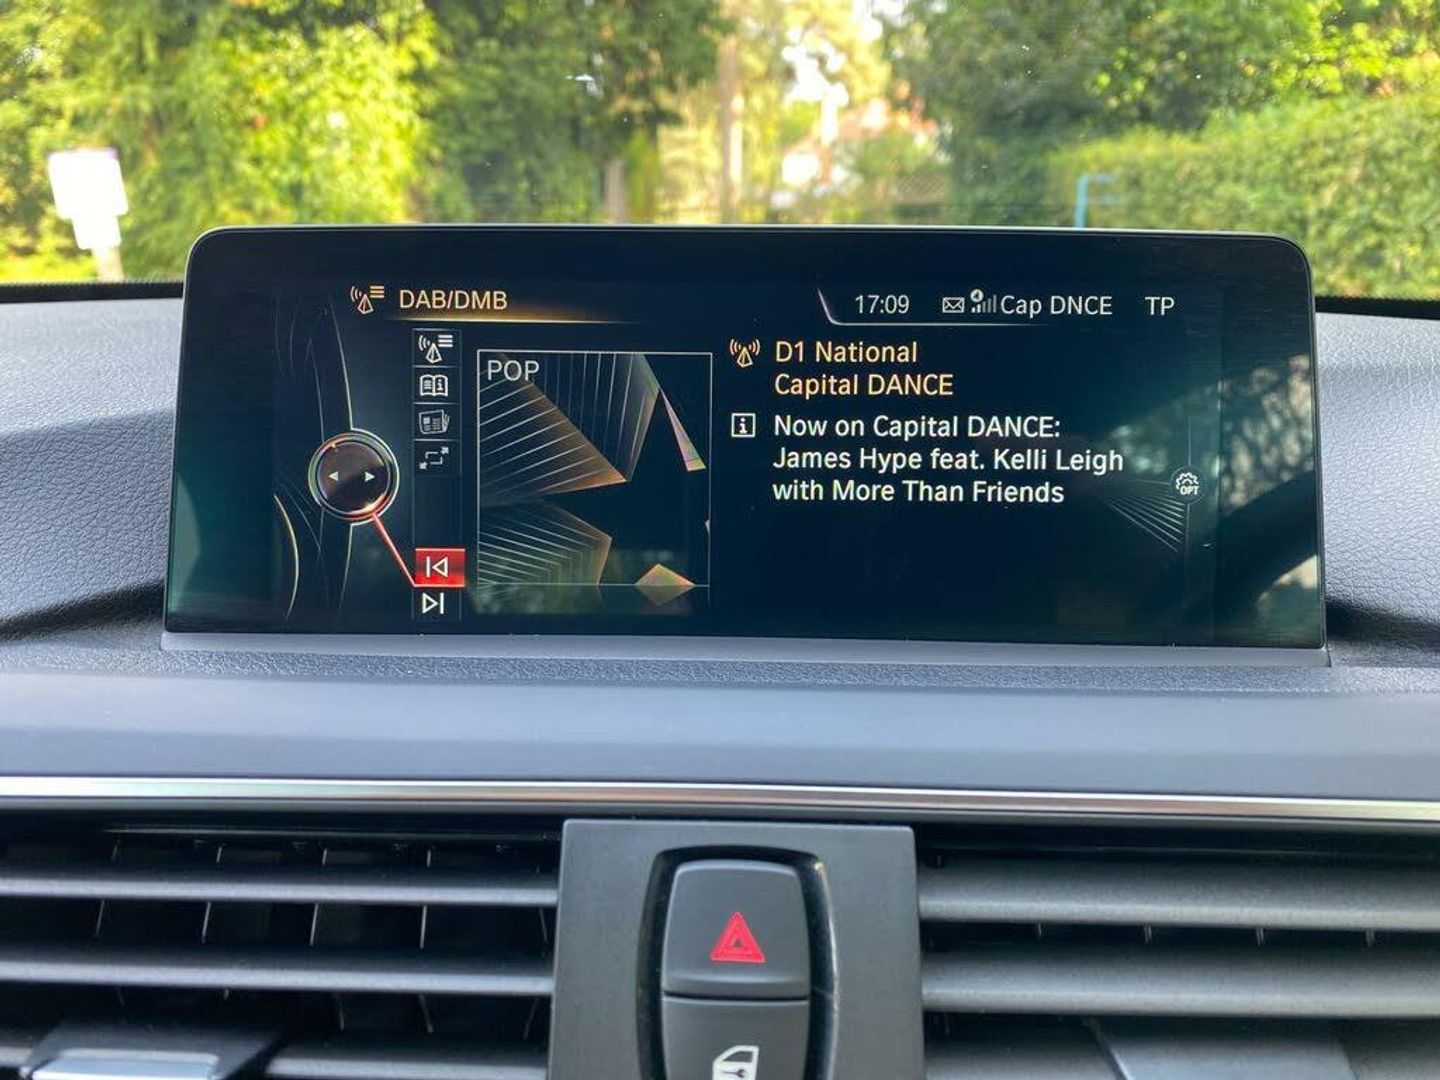 DAB/DMB
17:09 4 Cap DNCE TP
POP
D1 National
Capital DANCE
Now on Capital DANCE:
James Hype feat. Kelli Leigh
with More Than Friends
OPT